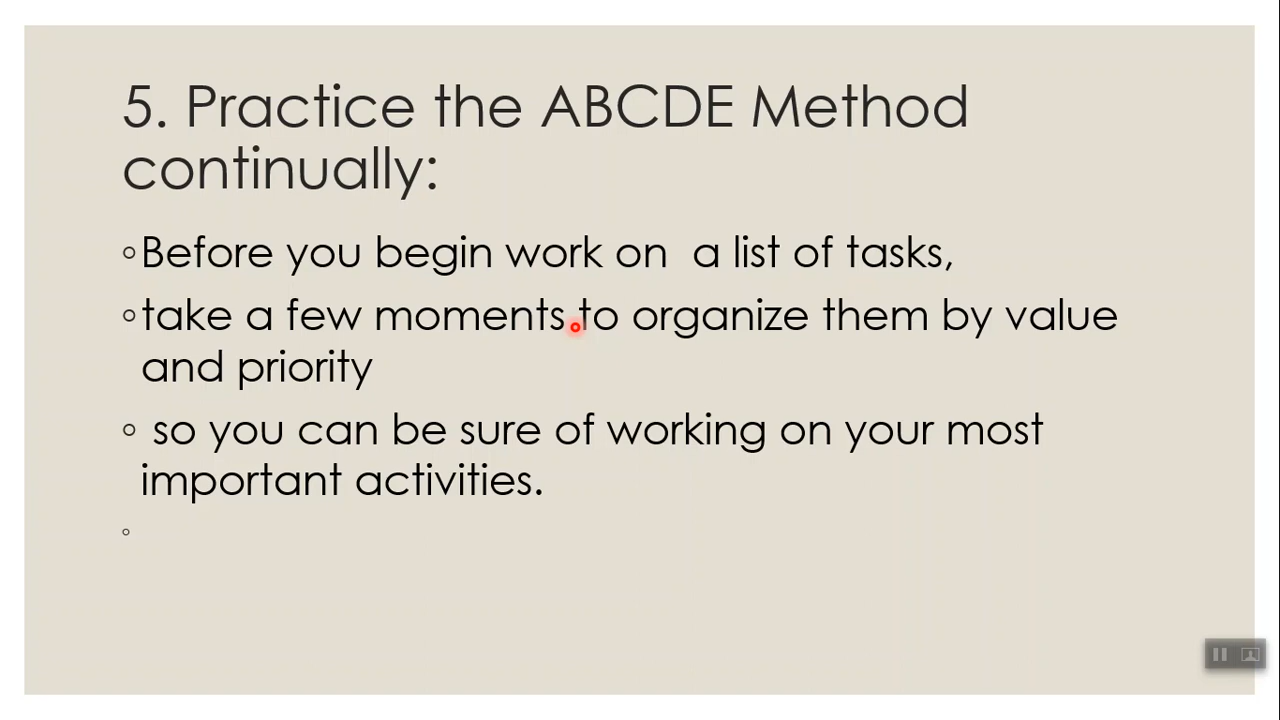 5. Practice the ABCDE Method
continually:
◦Before you begin work on  a list of tasks,
◦take a few moments to organize them by value
and priority
◦ so you can be sure of working on your most
important activities.
◦